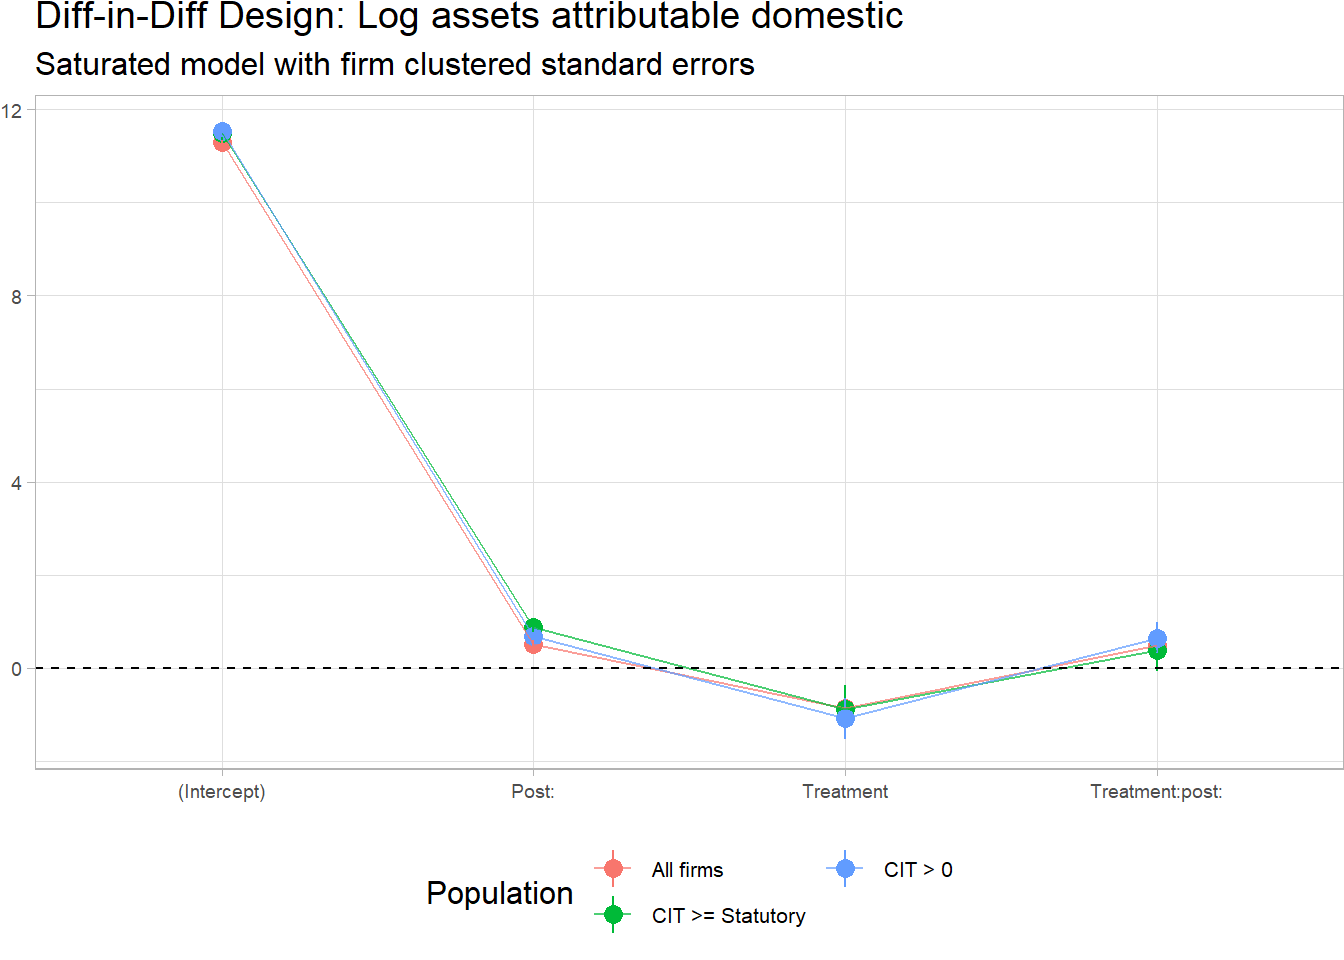 Diff-in-Diff Design: Log assets attributable domestic
Saturated model with firm clustered standard errors
12
8
4
0
(Intercept)
Post:
Treatment
Treatment:post:
Population
All firms
CIT > 0
CIT >= Statutory